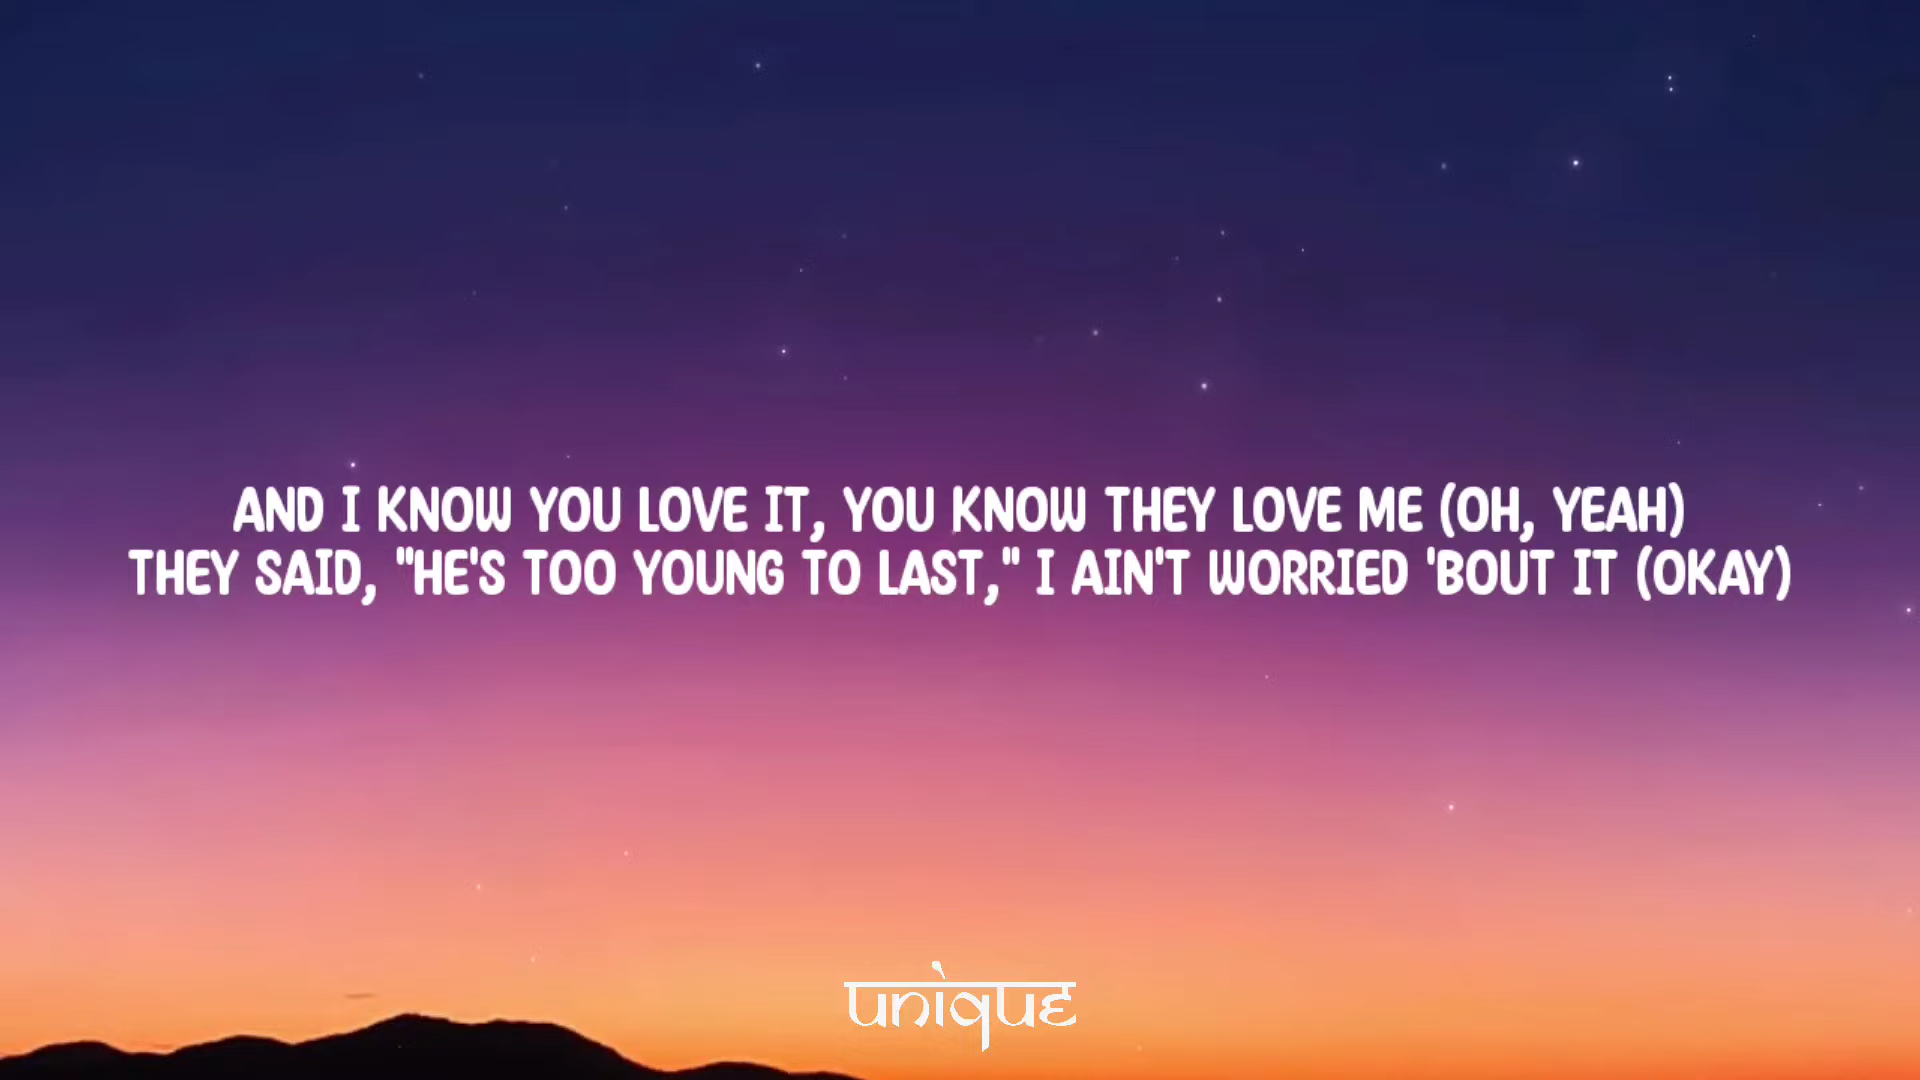 AND I KNOW YOU LOVE IT, YOU KNOW THEY LOVE ME (OH, YEAH)
THEY SAID, "HE'S TOO YOUNG TO LAST," I AIN'T WORRIED 'BOUT IT (OKAY)
UNIQUE